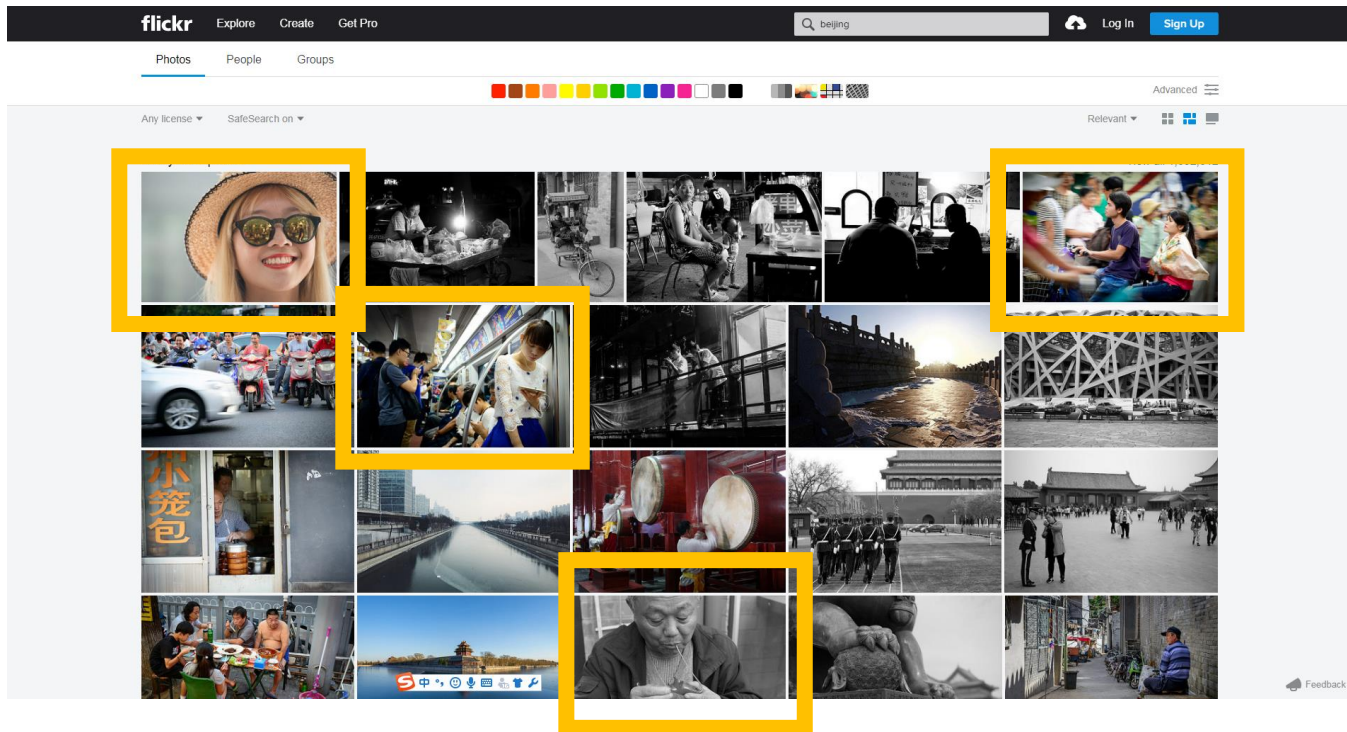 flickr Explore Create Get Pro beijing Log In Sign Up
Photos People Groups
Advanced
Any license SafeSearch on Relevant
小
笼
包
中
Feedback